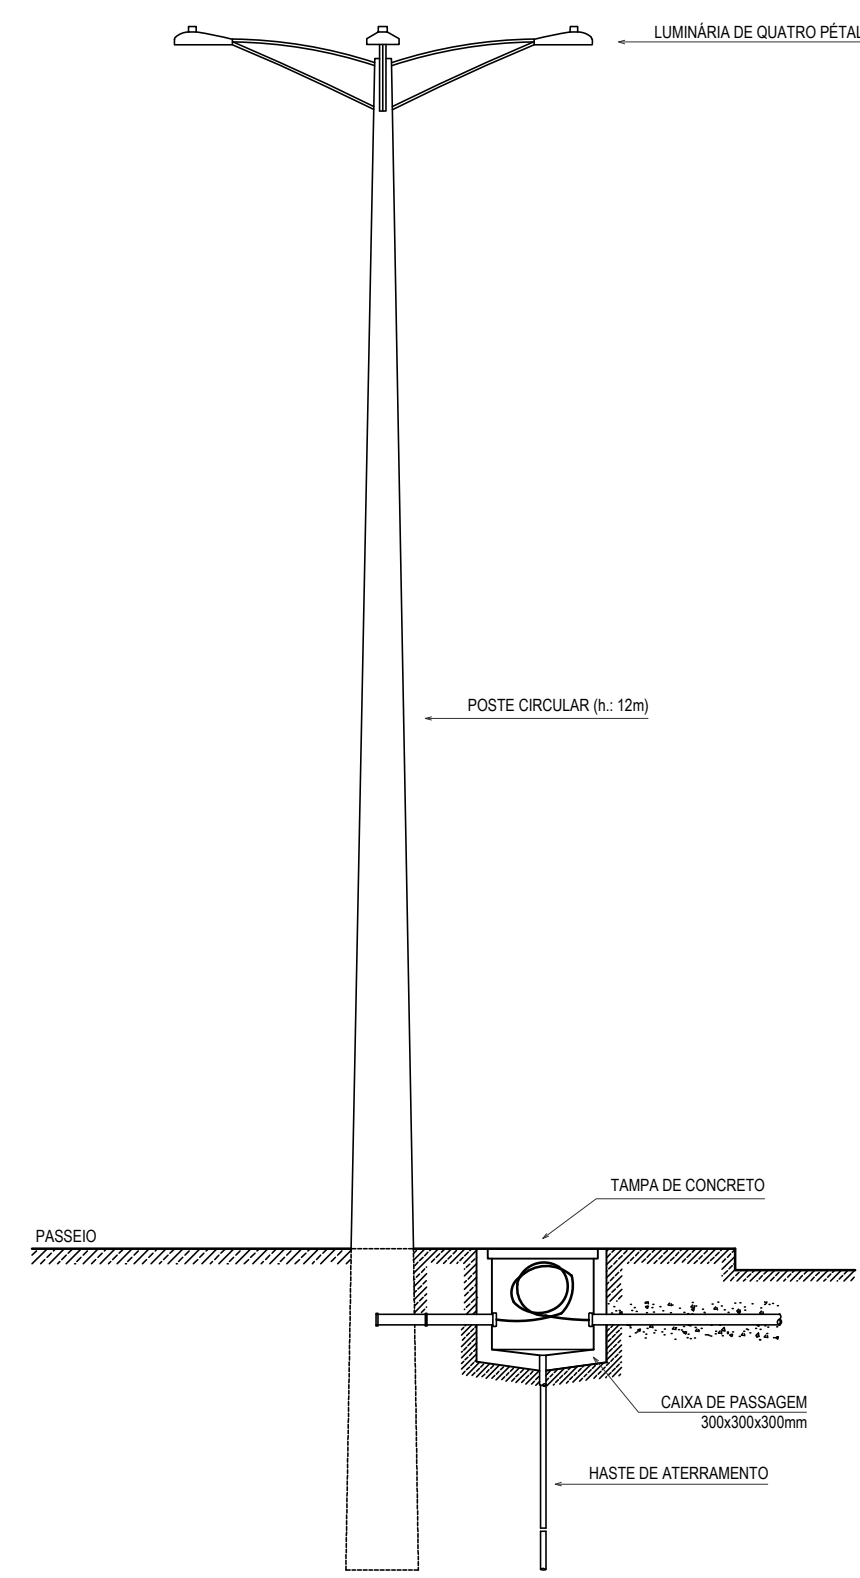 LUMINÁRIA DE QUATRO PÉTAL
POSTE CIRCULAR (h.: 12m)
TAMPA DE CONCRETO
PASSEIO
CAIXA DE PASSAGEM
300x300x300mm
HASTE DE ATERRAMENTO